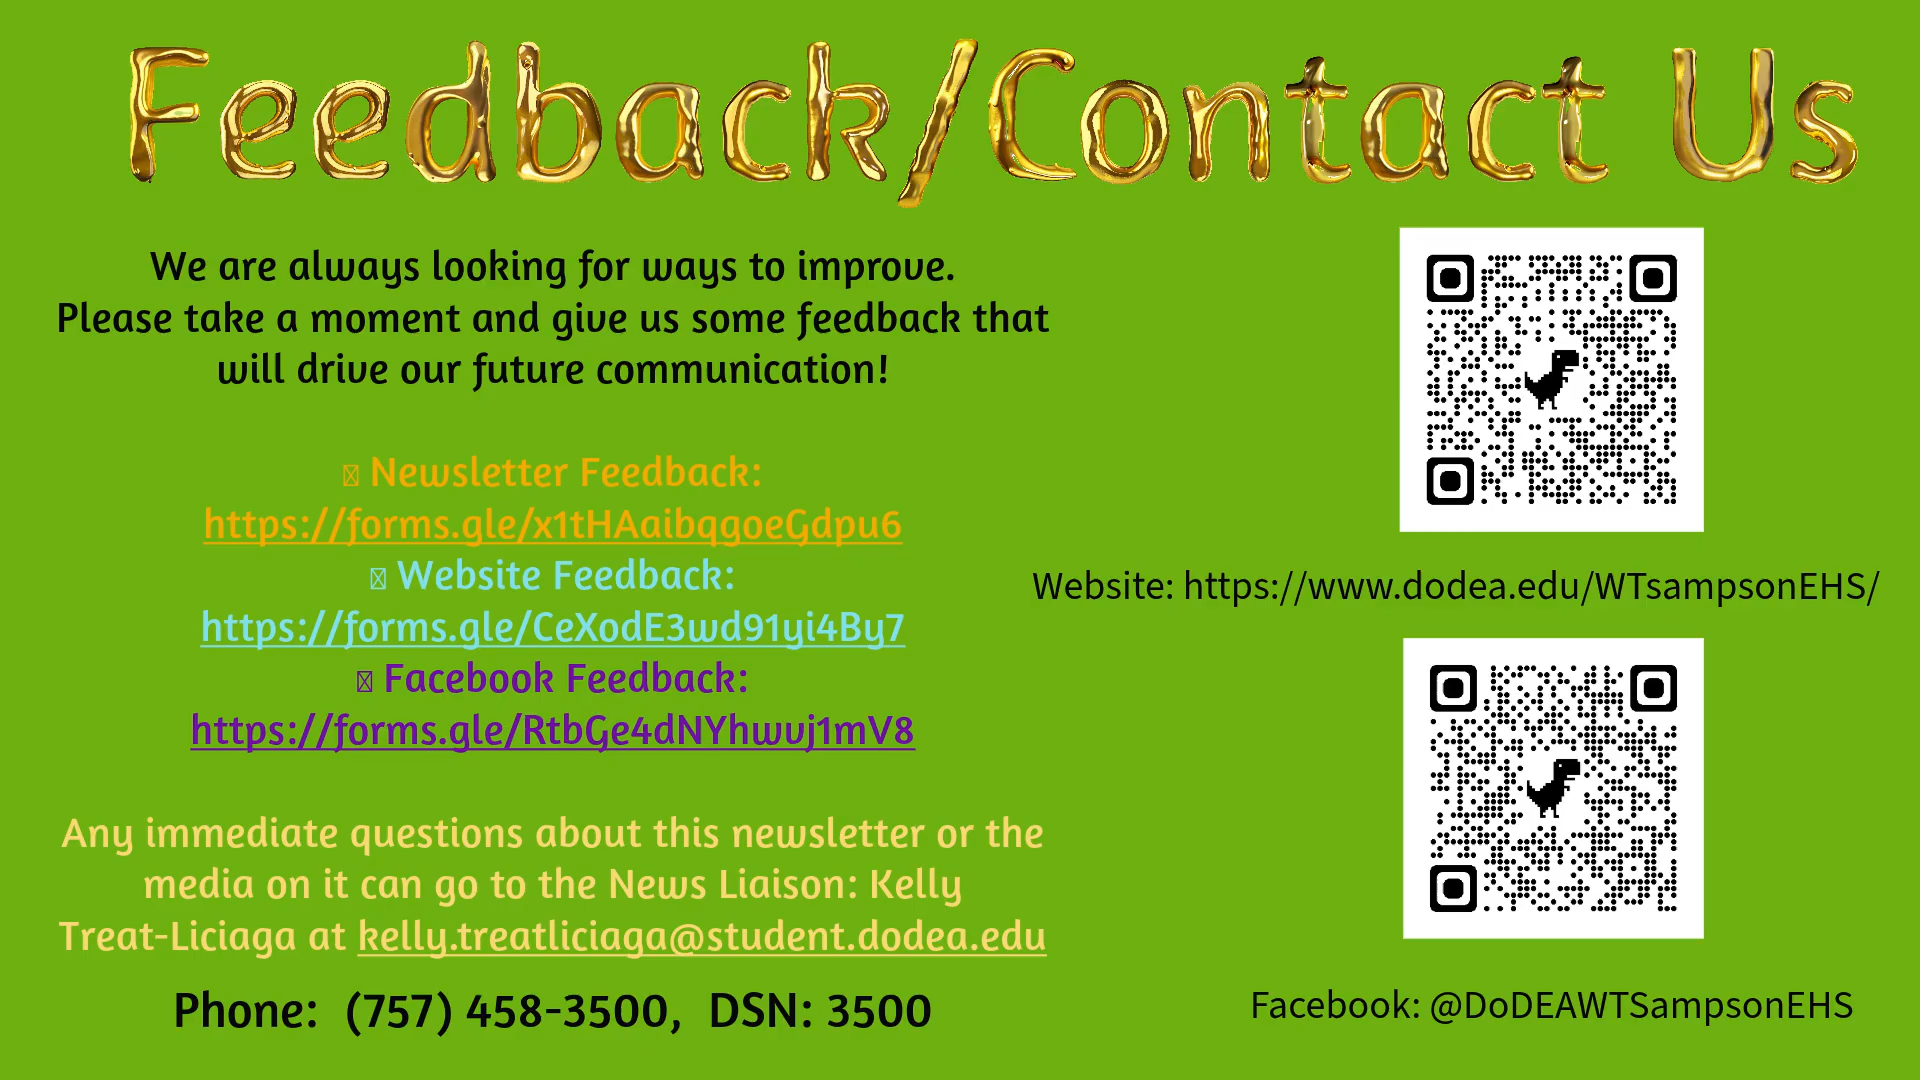 Feedback/Contact Us
We are always looking for ways to improve.
Please take a moment and give us some feedback that
will drive our future communication!
Newsletter Feedback:
https://forms.gle/x1tHAaibqgoeGdpu6
Website Feedback:
https://forms.gle/CeXodE3wd91yi4By7
Facebook Feedback:
https://forms.gle/RtbGe4dNYhwvj1mV8
Any immediate questions about this newsletter or the
media on it can go to the News Liaison: Kelly
Treat-Liciaga at kelly.treatliciaga@student.dodea.edu
Phone: (757) 458-3500, DSN: 3500
Website: https://www.dodea.edu/WTsampsonEHS/
Facebook: @DoDEAWTSampsonEHS